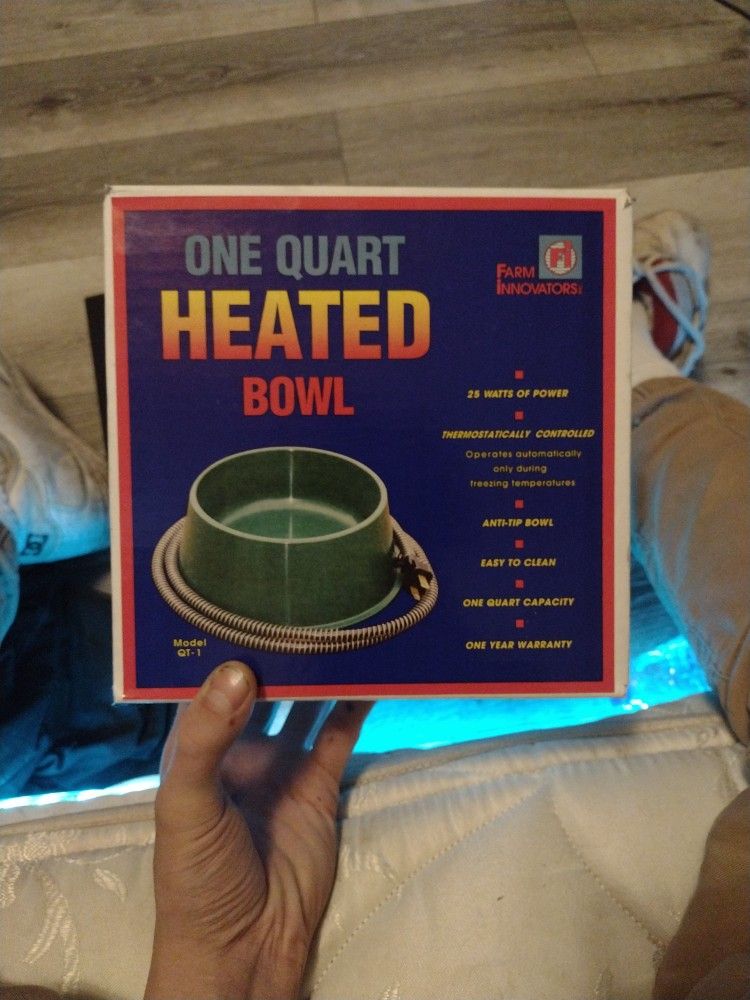 ONE QUART
HEATED
BOWL
FI
FARM
INNOVATORS
25 WATTS OF POWER
THERMOSTATICALLY CONTROLLED
Operates automatically
only during
freezing temperatures
ANTI-TIP BOWL
EASY TO CLEAN
ONE QUART CAPACITY
ONE YEAR WARRANTY
Model
QT-1